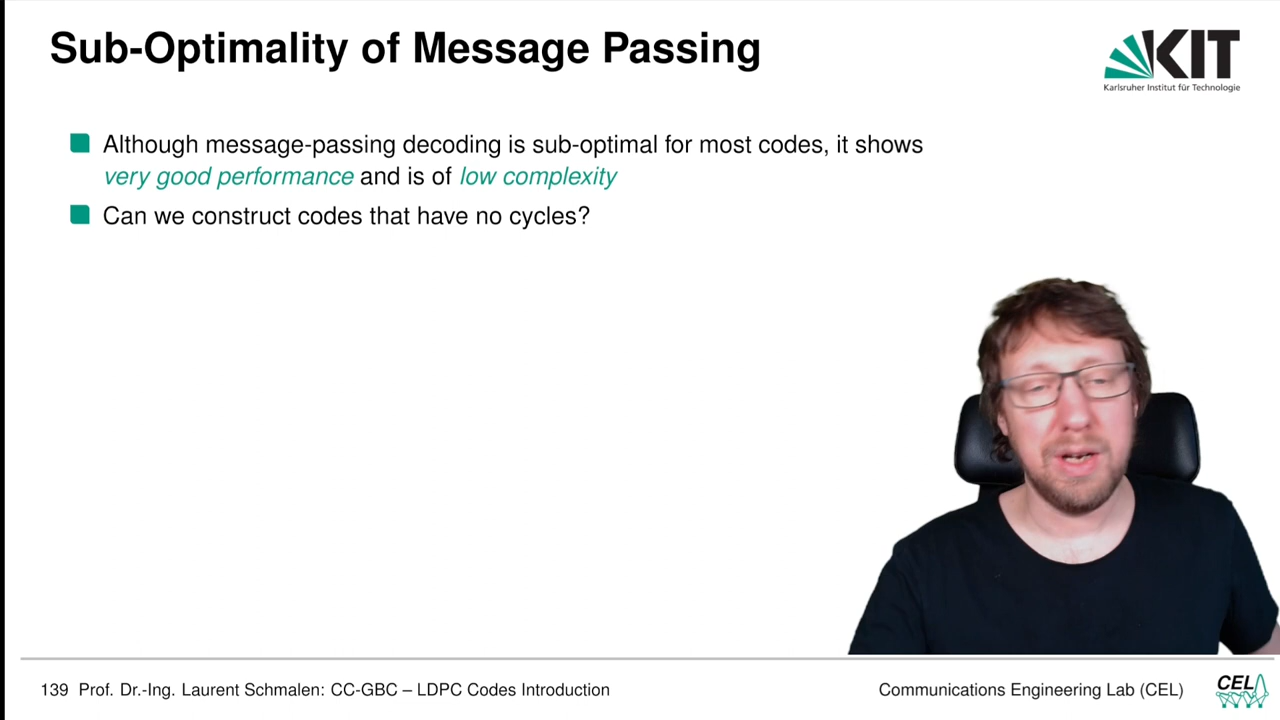 Sub-Optimality of Message Passing
KIT
Karlsruher Institut für Technologie
Although message-passing decoding is sub-optimal for most codes, it shows
very good performance and is of low complexity
Can we construct codes that have no cycles?
139 Prof. Dr.-Ing. Laurent Schmalen: CC-GBC – LDPC Codes Introduction
Communications Engineering Lab (CEL)
CEL